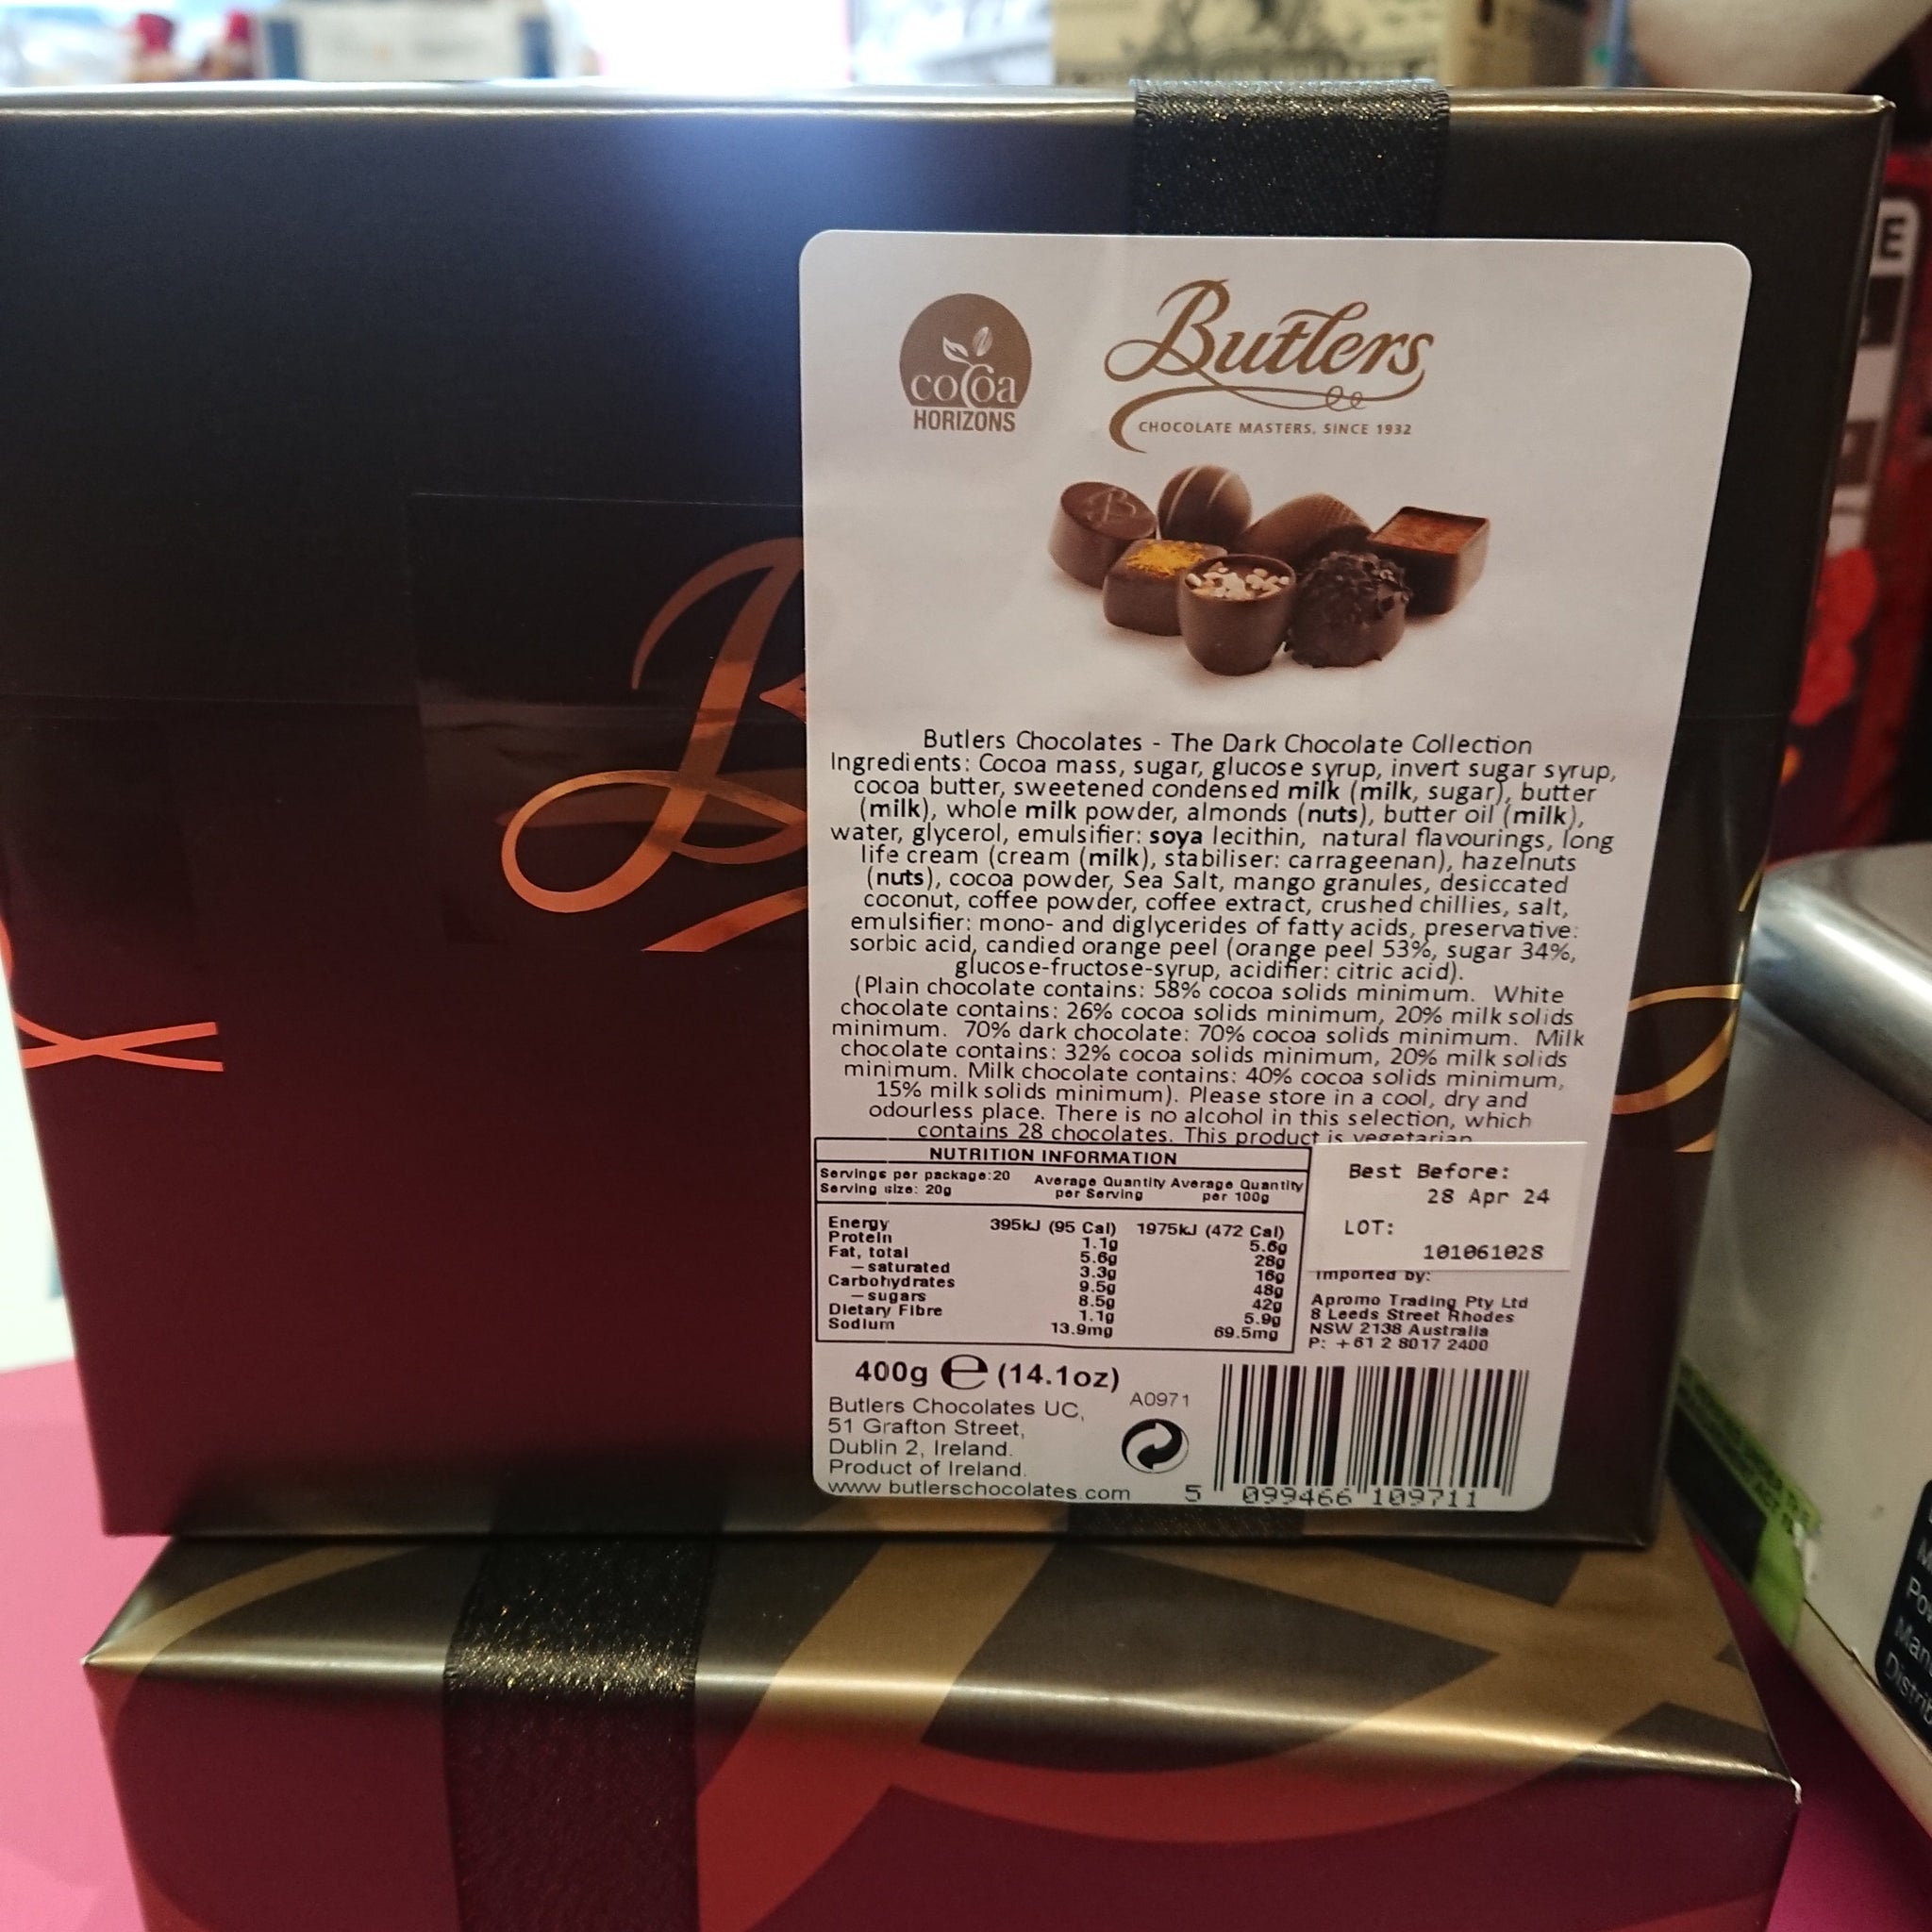 E
cocoa
HORIZONS
Butlers
CHOCOLATE MASTERS, SINCE 1932
Butlers Chocolates - The Dark Chocolate Collection
Ingredients: Cocoa mass, sugar, glucose syrup, invert sugar syrup,
cocoa butter, sweetened condensed milk (milk, sugar), butter
(milk), whole milk powder, almonds (nuts), butter oil (milk),
water, glycerol, emulsifier: soya lecithin, natural flavourings, long
life cream (cream (milk), stabiliser: carrageenan), hazelnuts
(nuts), cocoa powder, Sea Salt, mango granules, desiccated
coconut, coffee powder, coffee extract, crushed chillies, salt,
emulsifier: mono- and diglycerides of fatty acids, preservative:
sorbic acid, candied orange peel (orange peel 53%, sugar 34%,
glucose-fructose-syrup, acidifier: citric acid).
(Plain chocolate contains: 58% cocoa solids minimum. White
chocolate contains: 26% cocoa solids minimum, 20% milk solids
minimum. 70% dark chocolate: 70% cocoa solids minimum. Milk
chocolate contains: 32% cocoa solids minimum, 20% milk solids
minimum. Milk chocolate contains: 40% cocoa solids minimum,
15% milk solids minimum). Please store in a cool, dry and
odourless place. There is no alcohol in this selection, which
contains 28 chocolates. This product is vegetarian
NUTRITION INFORMATION
Servings per package:20 Average Quantity Average Quantity
Serving size: 20g per Serving per 100g
Energy 395kJ (95 Cal) 1975kJ (472 Cal)
Protein 1.1g 5.6g
Fat, total 5.6g 28g
— saturated 3.3g 16g
Carbohydrates 9.5g 48g
— sugars 8.5g 42g
Dietary Fibre 1.1g 5.9g
Sodium 13.9mg 69.5mg
Best Before:
28 Apr 24
LOT:
101061028
Imported by:
Apromo Trading Pty Ltd
8 Leeds Street Rhodes
NSW 2138 Australia
P: +61 2 8017 2400
400g e (14.1oz)
A0971
Butlers Chocolates UC,
51 Grafton Street,
Dublin 2, Ireland.
Product of Ireland.
www butlerschocolates.com
5 099466 109711